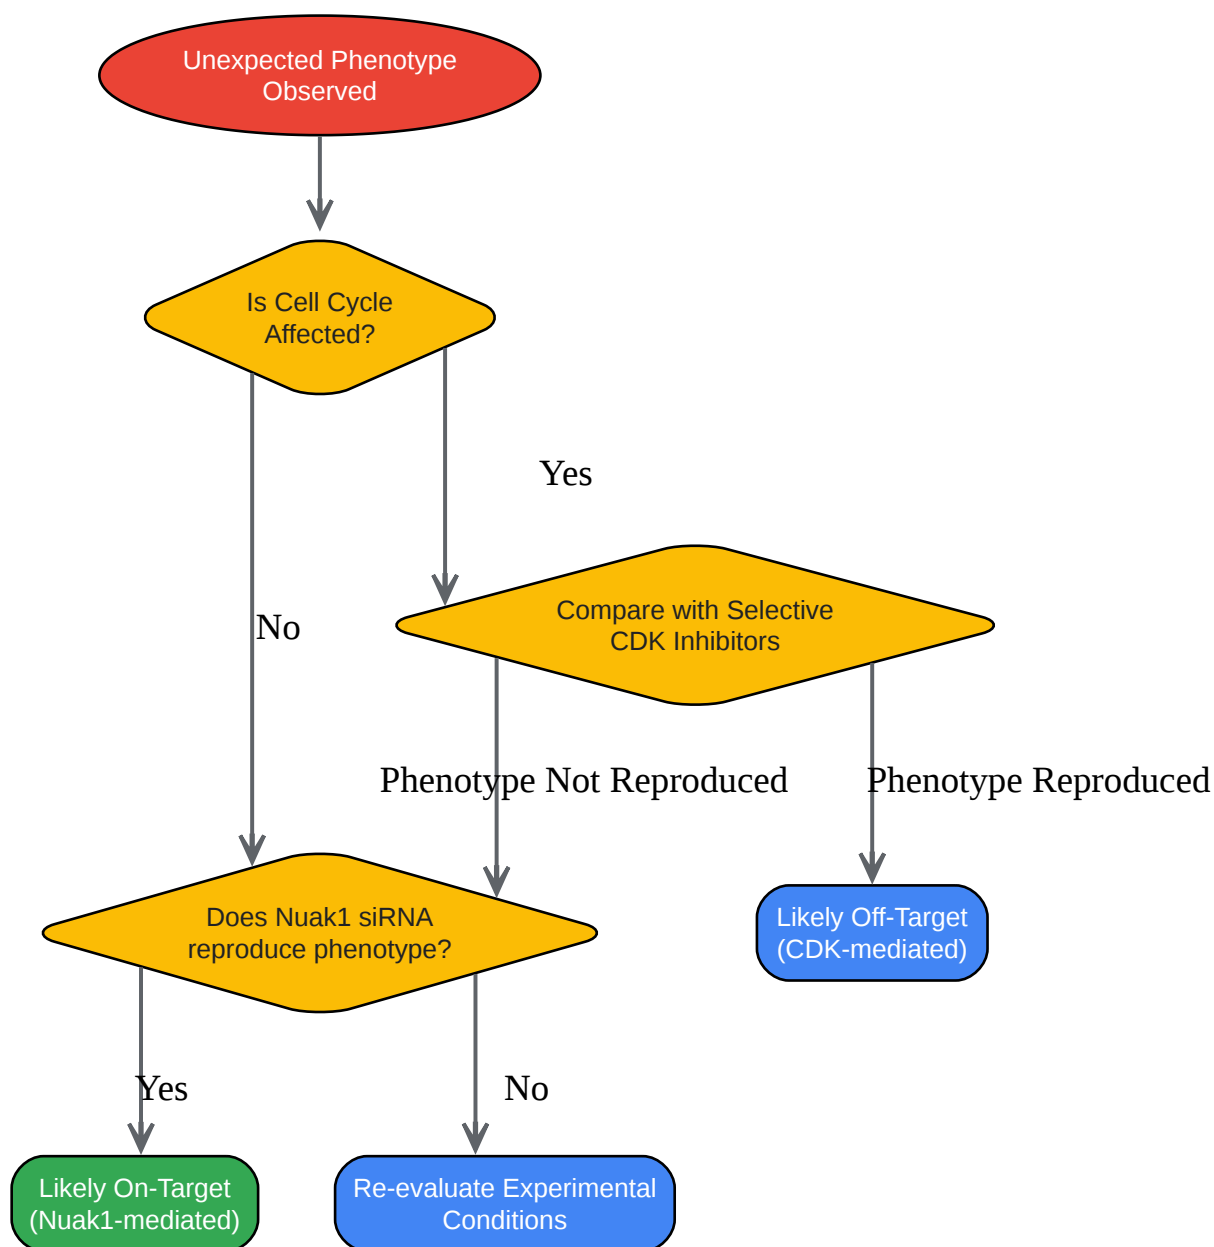 Unexpected Phenotype
Observed
Is Cell Cycle
Affected?
Yes
No
Compare with Selective
CDK Inhibitors
Phenotype Not Reproduced
Phenotype Reproduced
Does Nuak1 siRNA
reproduce phenotype?
Likely Off-Target
(CDK-mediated)
Yes
No
Likely On-Target
(Nuak1-mediated)
Re-evaluate Experimental
Conditions